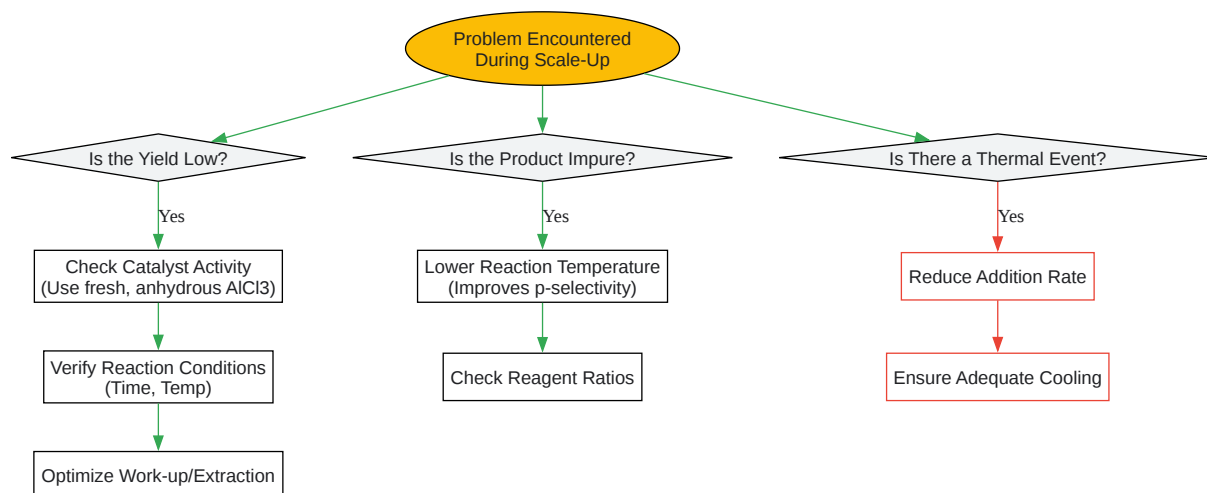 Problem Encountered
During Scale-Up
Is the Yield Low?
Is the Product Impure?
Is There a Thermal Event?
Yes
Yes
Yes
Check Catalyst Activity
(Use fresh, anhydrous AlCl3)
Lower Reaction Temperature
(Improves p-selectivity)
Reduce Addition Rate
Verify Reaction Conditions
(Time, Temp)
Check Reagent Ratios
Ensure Adequate Cooling
Optimize Work-up/Extraction